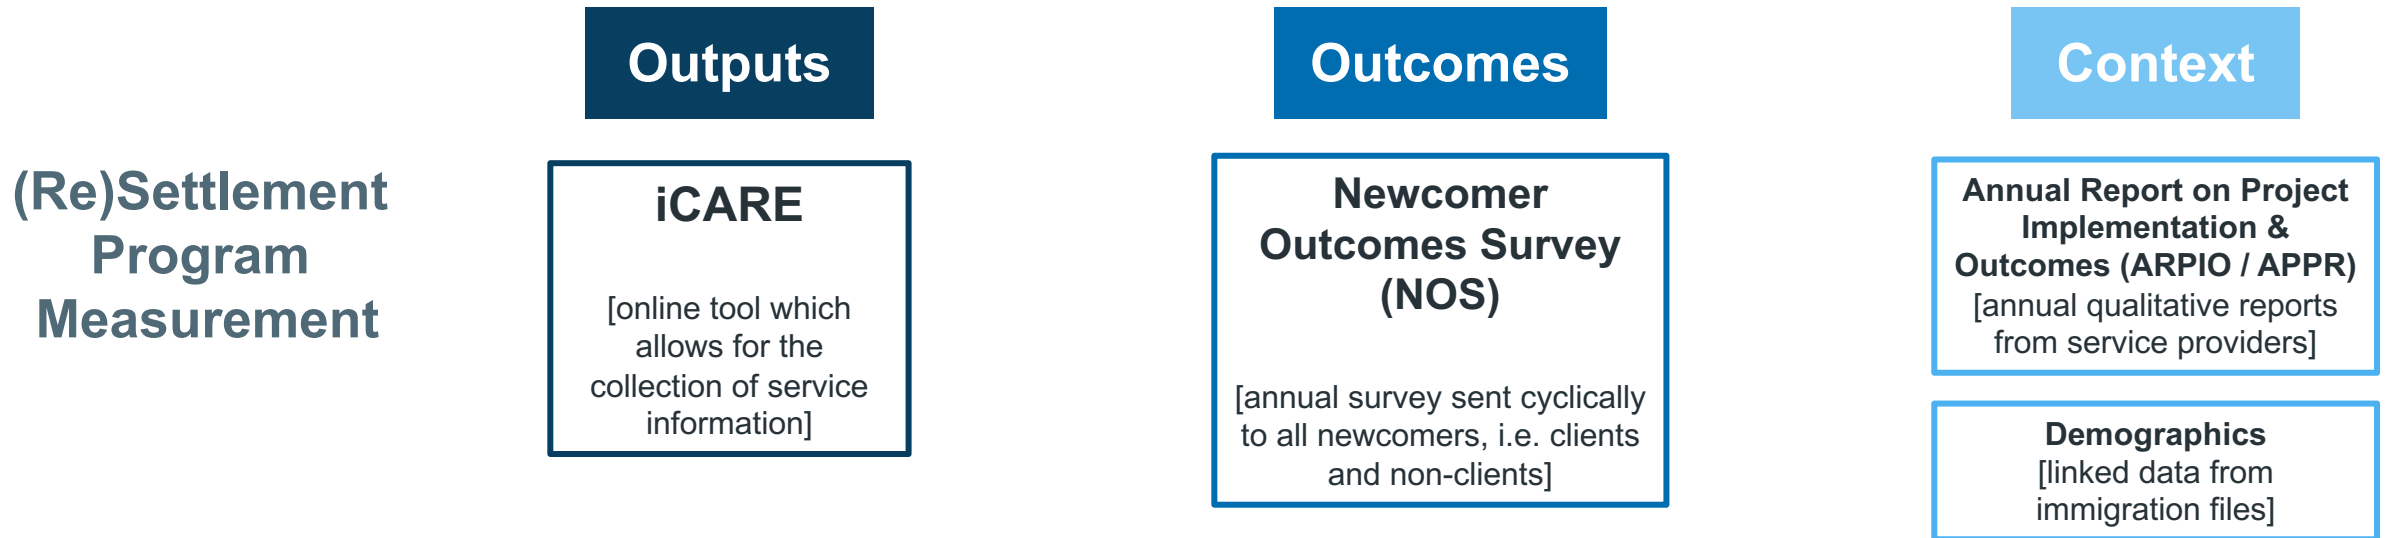 (Re)Settlement
Program
Measurement
Outputs
iCARE
[online tool which
allows for the
collection of service
information]
Outcomes
Newcomer
Outcomes Survey
(NOS)
[annual survey sent cyclically
to all newcomers, i.e. clients
and non-clients]
Context
Annual Report on Project
Implementation &
Outcomes (ARPIO / APPR)
[annual qualitative reports
from service providers]
Demographics
[linked data from
immigration files]